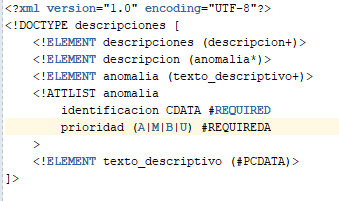 <?xml version="1.0" encoding="UTF-8"?>
<!DOCTYPE descripciones [
<!ELEMENT descripciones (descripcion+)>
<!ELEMENT descripcion (anomalia*)>
<!ELEMENT anomalia (texto_descriptivo+)>
<!ATTLIST anomalia
identificacion CDATA #REQUIRED
prioridad (A|M|B|U) #REQUIREDA
>
<!ELEMENT texto_descriptivo (#PCDATA)>
]>